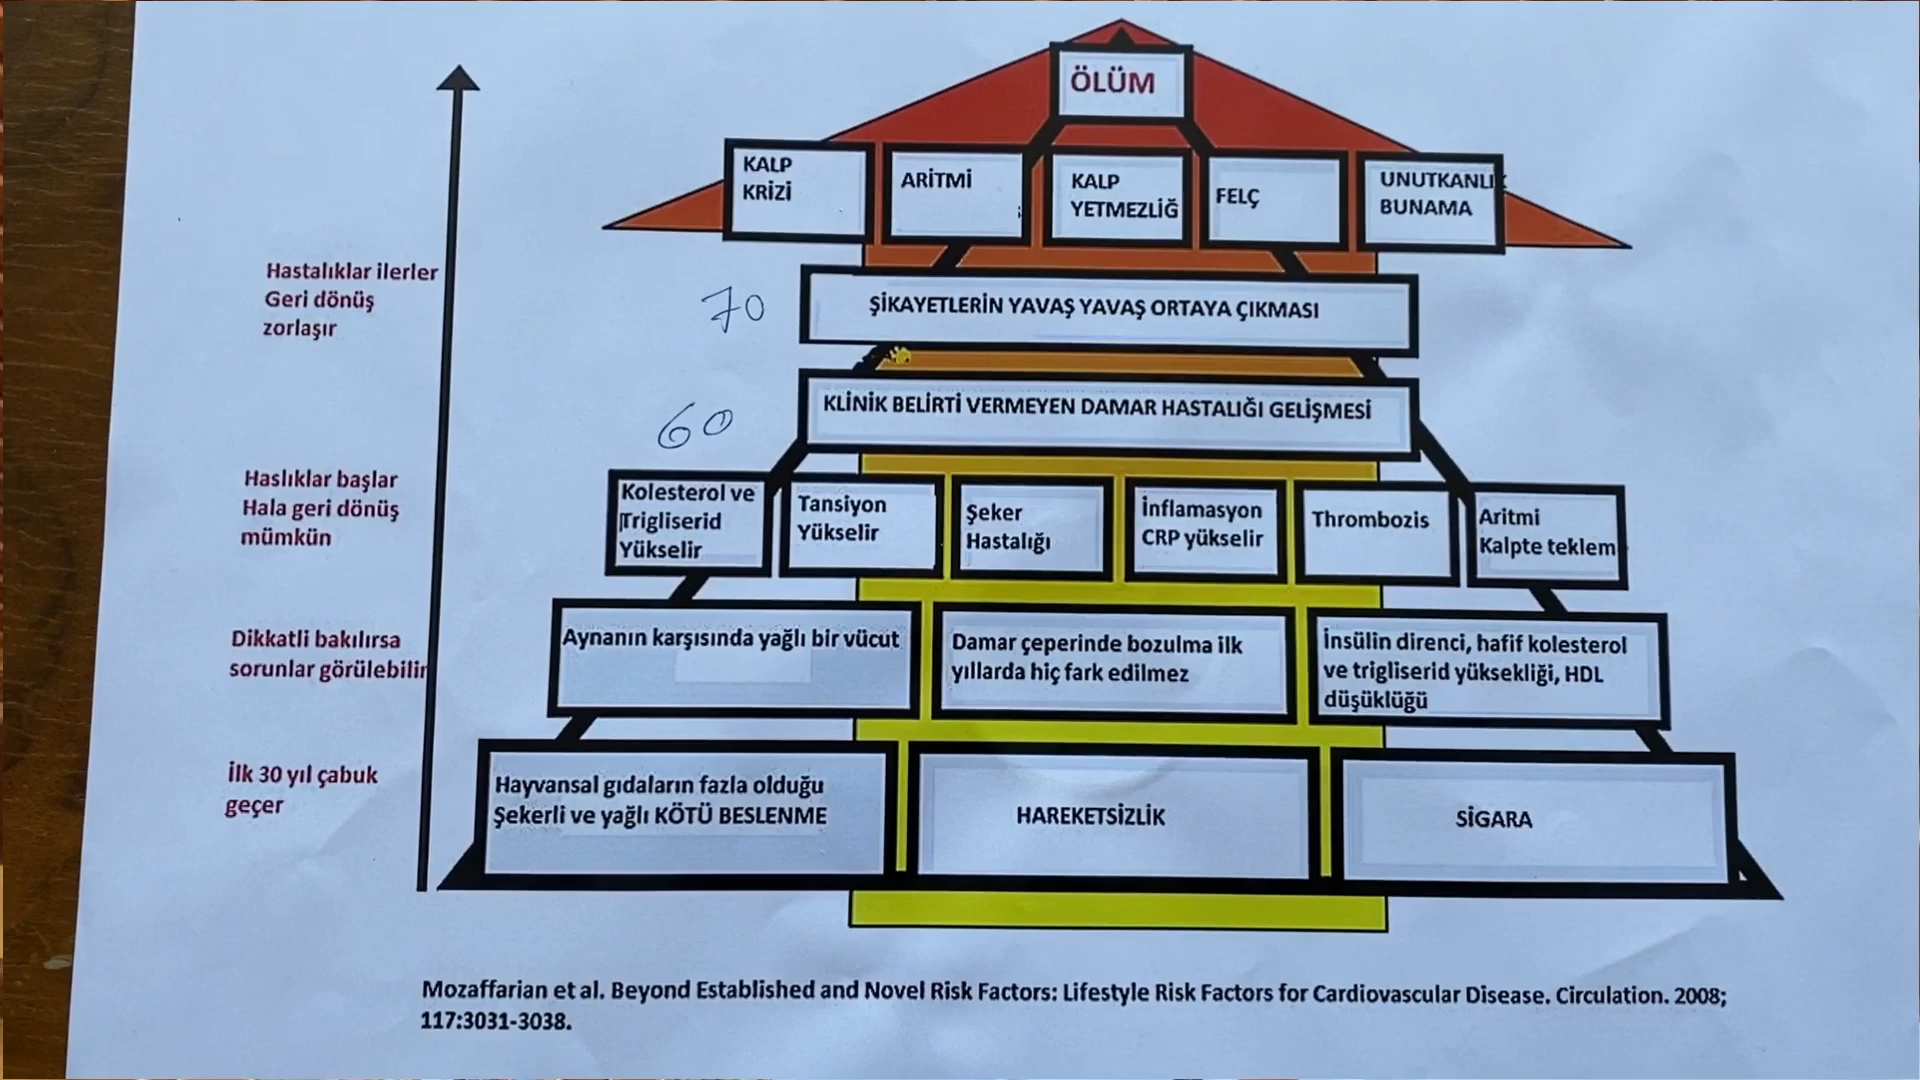 ÖLÜM
KALP
KRİZİ
ARİTMİ
KALP
YETMEZLİĞ
FELÇ
UNUTKANLIK
BUNAMA
Hastalıklar ilerler
Geri dönüş
zorlaşır
70
ŞİKAYETLERİN YAVAŞ YAVAŞ ORTAYA ÇIKMASI
60
KLİNİK BELİRTİ VERMEYEN DAMAR HASTALIĞI GELİŞMESİ
Haslıklar başlar
Hala geri dönüş
mümkün
Kolesterol ve
Trigliserid
Yükselir
Tansiyon
Yükselir
Şeker
Hastalığı
İnflamasyon
CRP yükselir
Thrombozis
Aritmi
Kalpte teklem
Dikkatli bakılırsa
sorunlar görülebilir
Aynanın karşısında yağlı bir vücut
Damar çeperinde bozulma ilk
yıllarda hiç fark edilmez
İnsülin direnci, hafif kolesterol
ve trigliserid yüksekliği, HDL
düşüklüğü
İlk 30 yıl çabuk
geçer
Hayvansal gıdaların fazla olduğu
Şekerli ve yağlı KÖTÜ BESLENME
HAREKETSİZLİK
SİGARA
Mozaffarian et al. Beyond Established and Novel Risk Factors: Lifestyle Risk Factors for Cardiovascular Disease. Circulation. 2008;
117:3031-3038.